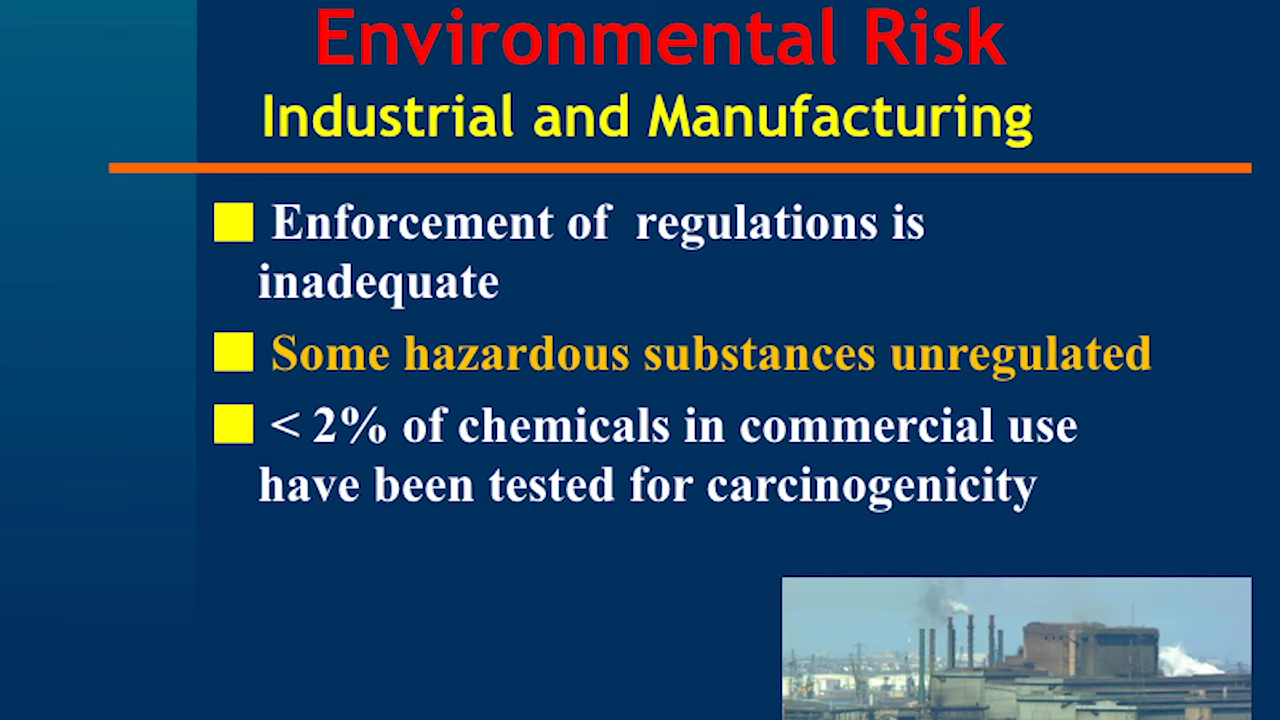 Environmental Risk
Industrial and Manufacturing
Enforcement of regulations is
inadequate
Some hazardous substances unregulated
< 2% of chemicals in commercial use
have been tested for carcinogenicity